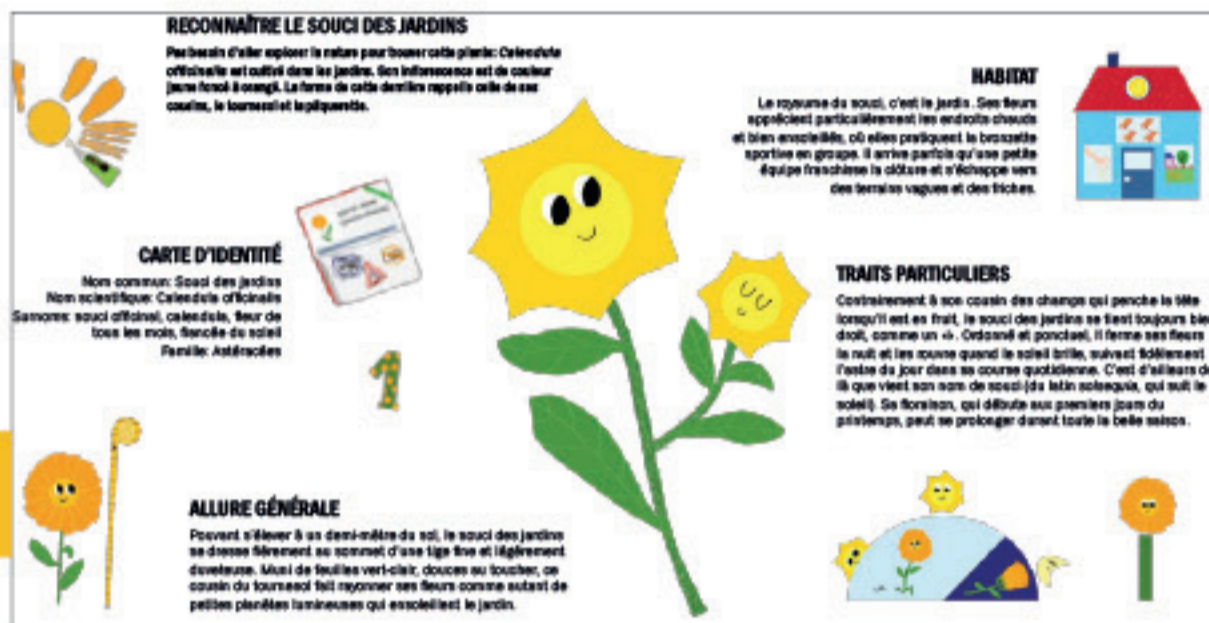 RECONNAÎTRE LE SOUCI DES JARDINS
Pas besoin d'aller explorer la nature pour trouver cette plante: Calendula
officinalis est cultivé dans les jardins. Son inflorescence est de couleur
jaune foncé à orangé. La forme de cette dernière rappelle celle de ses
cousins, le tournesol et la pâquerette.
HABITAT
Le royaume du souci, c'est le jardin. Ses fleurs
apprécient particulièrement les endroits chauds
et bien ensoleillés, où elles pratiquent la bronzette
sportive en groupe. Il arrive parfois qu'une petite
équipe franchisse la clôture et s'échappe vers
des terrains vagues et des friches.
CARTE D'IDENTITÉ
Nom commun: Souci des jardins
Nom scientifique: Calendula officinalis
Surnoms: souci officinal, calendula, fleur de
tous les mois, fiancée du soleil
Famille: Astéracées
1
TRAITS PARTICULIERS
Contrairement à son cousin des champs qui penche la tête
lorsqu'il est en fruit, le souci des jardins se tient toujours bien
droit, comme un «i». Ordonné et ponctuel, il ferme ses fleurs
la nuit et les rouvre quand le soleil brille, suivant fidèlement
l'astre du jour dans sa course quotidienne. C'est d'ailleurs de
là que vient son nom de souci (du latin solsequia, qui suit le
soleil). Sa floraison, qui débute aux premiers jours du
printemps, peut se prolonger durant toute la belle saison.
ALLURE GÉNÉRALE
Pouvant s'élever à un demi-mètre du sol, le souci des jardins
se dresse fièrement au sommet d'une tige fine et légèrement
duveteuse. Muni de feuilles vert-clair, douces au toucher, ce
cousin du tournesol fait rayonner ses fleurs comme autant de
petites planètes lumineuses qui ensoleillent le jardin.